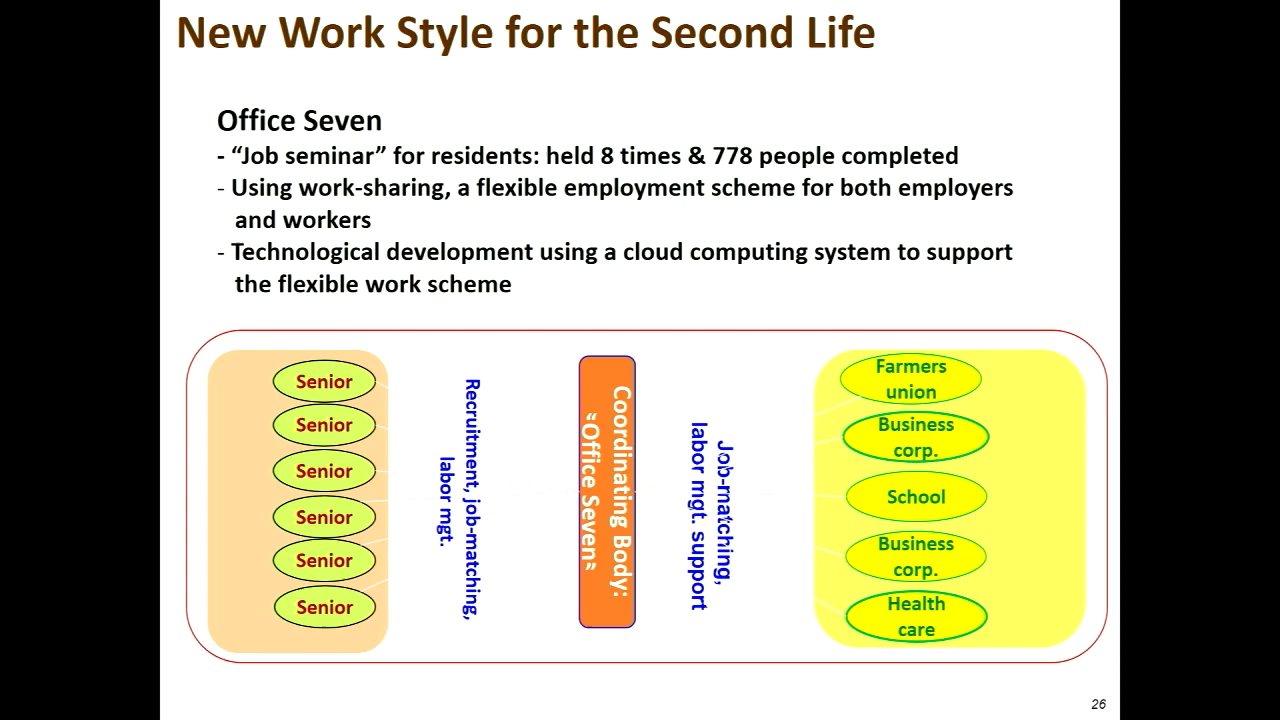 New Work Style for the Second Life
Office Seven
- “Job seminar” for residents: held 8 times & 778 people completed
- Using work-sharing, a flexible employment scheme for both employers
and workers
- Technological development using a cloud computing system to support
the flexible work scheme
Senior
Senior
Senior
Senior
Senior
Senior
Recruitment, job-matching,
labor mgt.
Coordinating Body:
“Office Seven”
Job-matching,
labor mgt. support
Farmers
union
Business
corp.
School
Business
corp.
Health
care
26